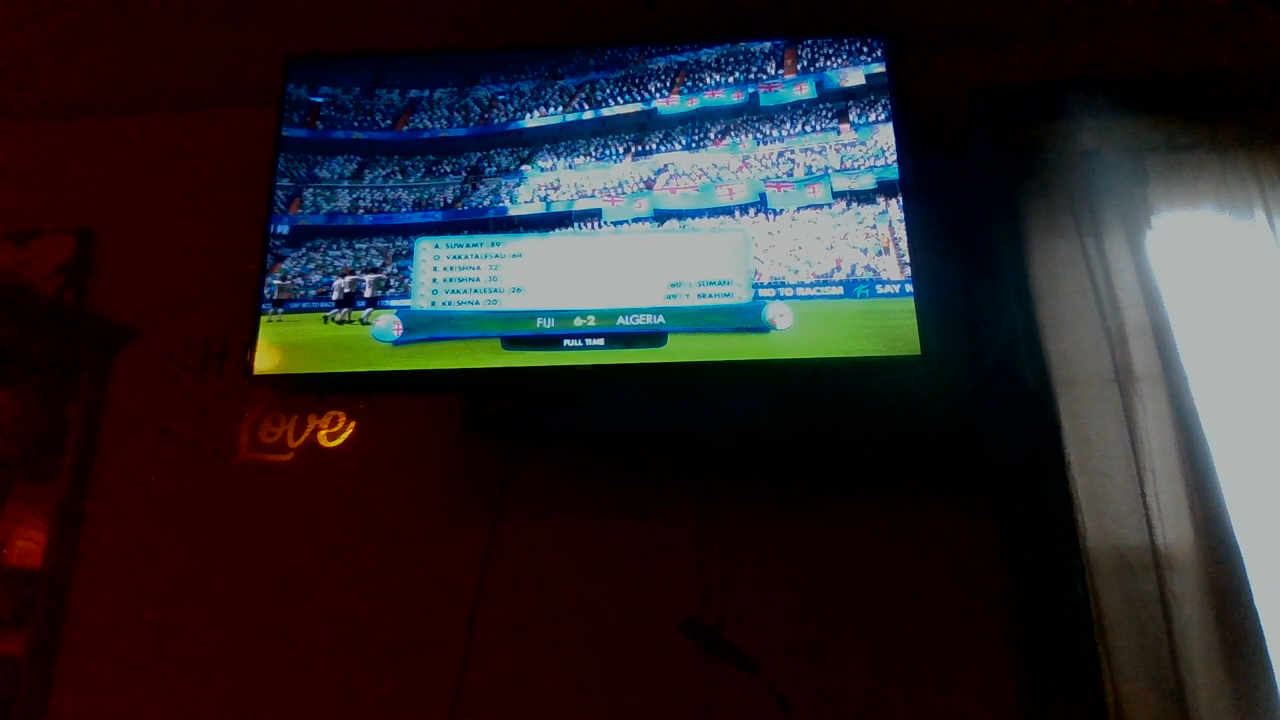 A. SUWAMY 89'
O. VAKATALESAU 64'
R. KRISHNA 32'
R. KRISHNA 30'
O. VAKATALESAU 26'
R. KRISHNA 20'
60' I. SLIMANI
49' Y. BRAHIMI
NO TO RACISM
SAY N
FIJI 6-2 ALGERIA
FULL TIME
Love